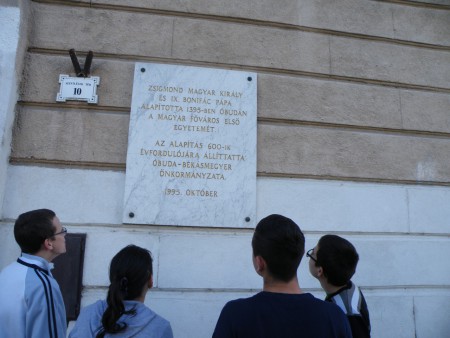 10
ZSIGMOND MAGYAR KIRÁLY
ÉS IX. BONIFÁC PÁPA
ALAPÍTOTTA 1395-BEN ÓBUDÁN
A MAGYAR FŐVÁROS ELSŐ
EGYETEMÉT.
AZ ALAPÍTÁS 600-IK
ÉVFORDULÓJÁRA ÁLLÍTTATTA
ÓBUDA-BÉKÁSMEGYER
ÖNKORMÁNYZATA.
1995. OKTÓBER